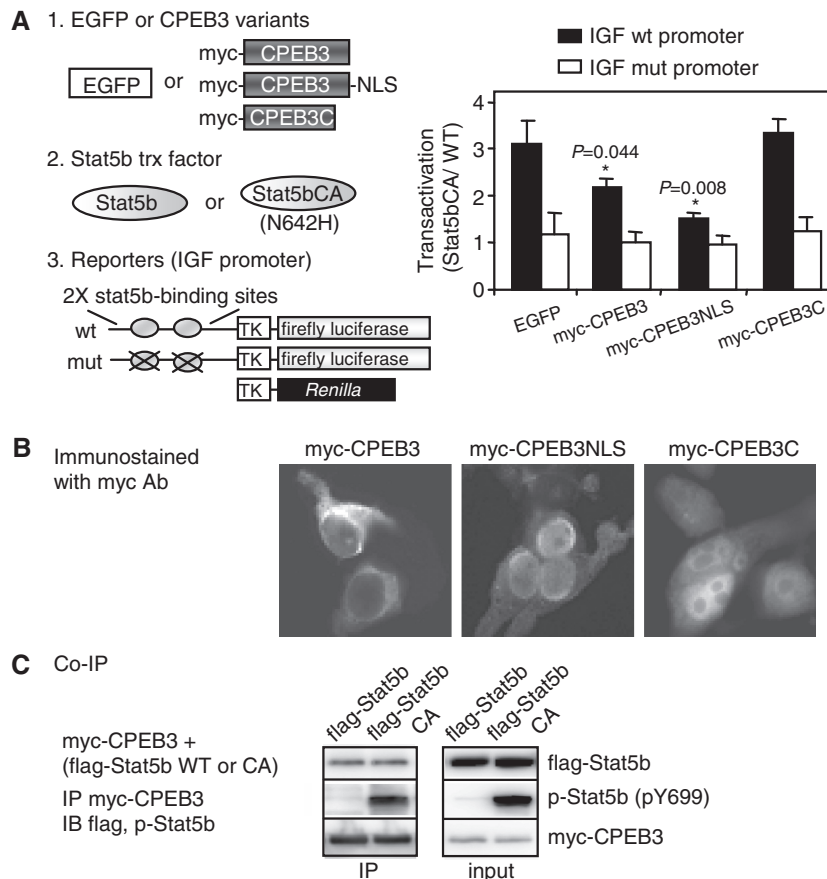 A
1. EGFP or CPEB3 variants
EGFP
or
myc-CPEB3
myc-CPEB3-NLS
myc-CPEB3C
2. Stat5b trx factor
Stat5b
or
Stat5bCA
(N642H)
3. Reporters (IGF promoter)
2X stat5b-binding sites
wt TK firefly luciferase
mut TK firefly luciferase
TK Renilla
IGF wt promoter
IGF mut promoter
Transactivation
(Stat5bCA/ WT)
4
3
2
1
0
P=0.044
*
P=0.008
*
EGFP
myc-CPEB3
myc-CPEB3NLS
myc-CPEB3C
B
Immunostained
with myc Ab
myc-CPEB3
myc-CPEB3NLS
myc-CPEB3C
C
Co-IP
myc-CPEB3 +
(flag-Stat5b WT or CA)
IP myc-CPEB3
IB flag, p-Stat5b
flag-Stat5b
flag-Stat5b
CA
flag-Stat5b
flag-Stat5b
CA
flag-Stat5b
p-Stat5b (pY699)
myc-CPEB3
IP
input